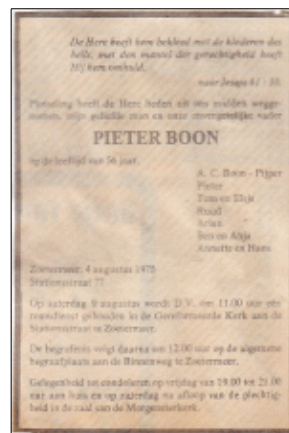 De Here heeft hem bekleed met de klederen des
heils, met den mantel der gerechtigheid heeft
Hij hem omhuld.
naar Jesaja 61 : 10.
Plotseling heeft de Here heden uit ons midden wegge-
nomen, mijn geliefde man en onze onvergetelijke vader
PIETER BOON
op de leeftijd van 56 jaar.
A. C. Boon - Pijper
Pieter
Tom en
Ruud
Arian
Ben en
Annette en Hans
Zoetermeer, 4 augustus 1975
Stationsstraat 77
Op zaterdag 9 augustus wordt D.V. om 11.00 uur een
rouwdienst gehouden in de Gereformeerde Kerk aan de
Stationsstraat te Zoetermeer.
De begrafenis volgt daarna om 12.00 uur op de algemene
begraafplaats aan de Binnenweg te Zoetermeer.
Gelegenheid tot condoleren op vrijdag van 19.00 tot 21.00
uur aan huis en op zaterdag na afloop van de plechtig-
heid in de zaal van de Morgensterkerk.